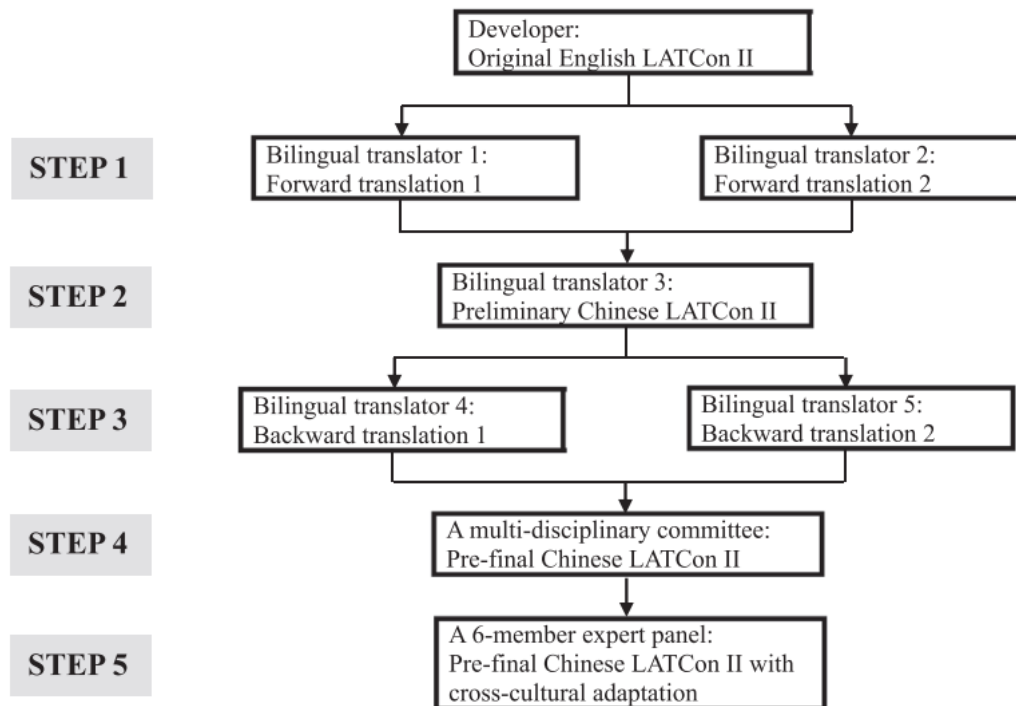 Developer:
Original English LATCon II
STEP 1
Bilingual translator 1:
Forward translation 1
Bilingual translator 2:
Forward translation 2
STEP 2
Bilingual translator 3:
Preliminary Chinese LATCon II
STEP 3
Bilingual translator 4:
Backward translation 1
Bilingual translator 5:
Backward translation 2
STEP 4
A multi-disciplinary committee:
Pre-final Chinese LATCon II
STEP 5
A 6-member expert panel:
Pre-final Chinese LATCon II with
cross-cultural adaptation